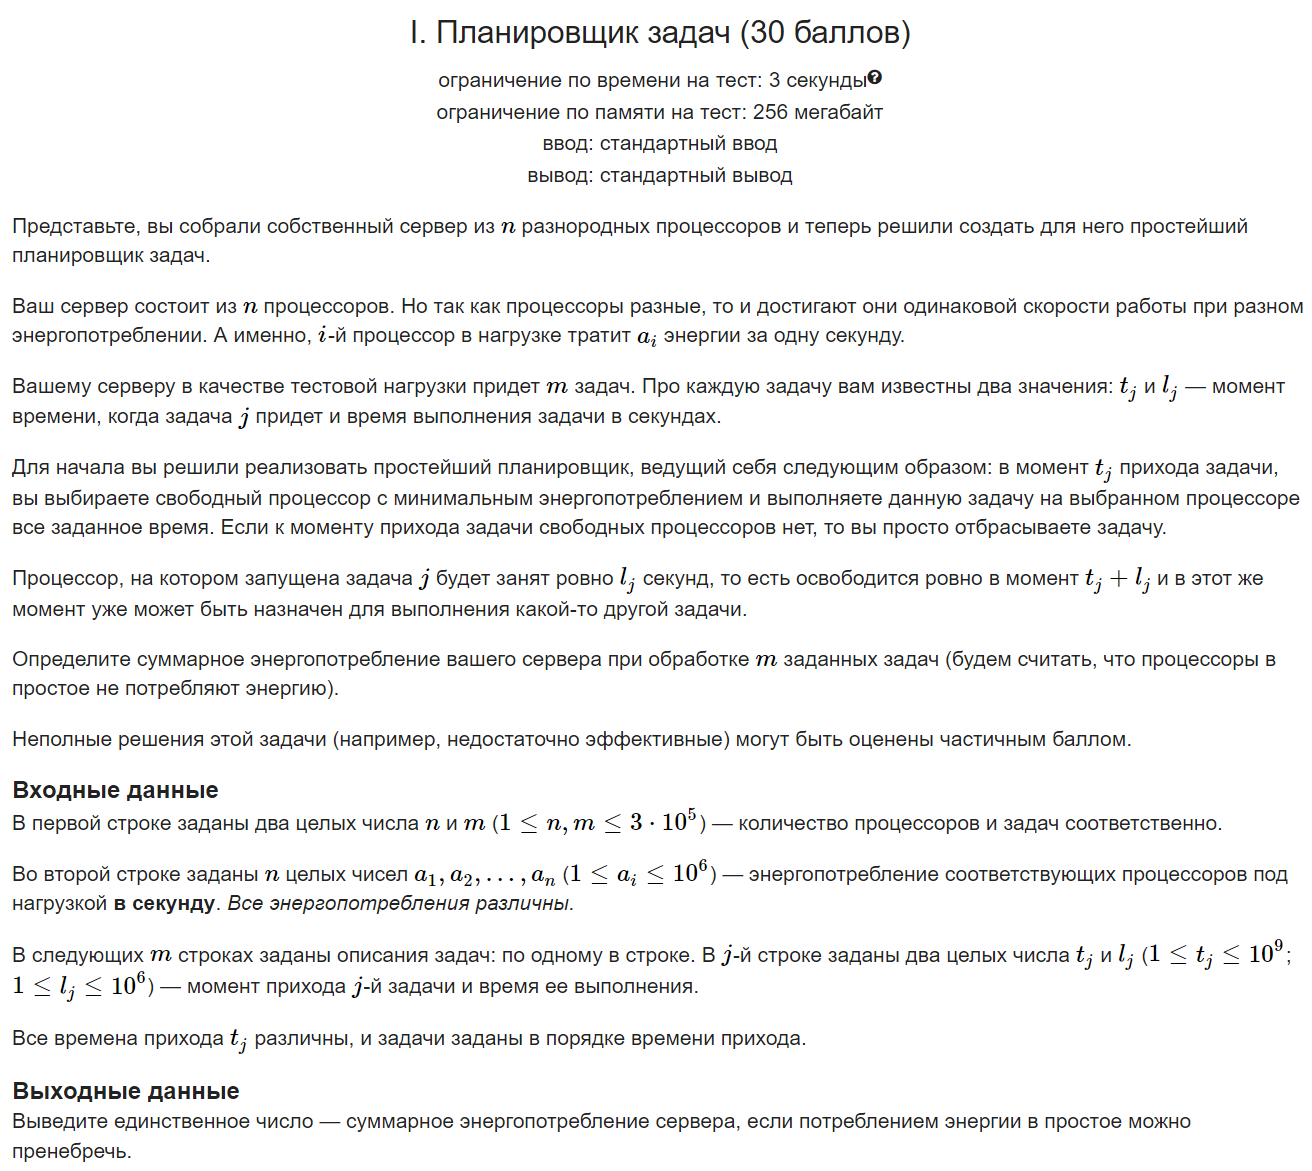 I. Планировщик задач (30 баллов)
ограничение по времени на тест: 3 секунды
ограничение по памяти на тест: 256 мегабайт
ввод: стандартный ввод
вывод: стандартный вывод
Представьте, вы собрали собственный сервер из n разнородных процессоров и теперь решили создать для него простейший
планировщик задач.
Ваш сервер состоит из n процессоров. Но так как процессоры разные, то и достигают они одинаковой скорости работы при разном
энергопотреблении. А именно, i-й процессор в нагрузке тратит a_i энергии за одну секунду.
Вашему серверу в качестве тестовой нагрузки придет m задач. Про каждую задачу вам известны два значения: t_j и l_j — момент
времени, когда задача j придет и время выполнения задачи в секундах.
Для начала вы решили реализовать простейший планировщик, ведущий себя следующим образом: в момент t_j прихода задачи,
вы выбираете свободный процессор с минимальным энергопотреблением и выполняете данную задачу на выбранном процессоре
все заданное время. Если к моменту прихода задачи свободных процессоров нет, то вы просто отбрасываете задачу.
Процессор, на котором запущена задача j будет занят ровно l_j секунд, то есть освободится ровно в момент t_j + l_j и в этот же
момент уже может быть назначен для выполнения какой-то другой задачи.
Определите суммарное энергопотребление вашего сервера при обработке m заданных задач (будем считать, что процессоры в
простое не потребляют энергию).
Неполные решения этой задачи (например, недостаточно эффективные) могут быть оценены частичным баллом.
Входные данные
В первой строке заданы два целых числа n и m (1 ≤ n, m ≤ 3 · 10^5) — количество процессоров и задач соответственно.
Во второй строке заданы n целых чисел a_1, a_2, . . . , a_n (1 ≤ a_i ≤ 10^6) — энергопотребление соответствующих процессоров под
нагрузкой в секунду. Все энергопотребления различны.
В следующих m строках заданы описания задач: по одному в строке. В j-й строке заданы два целых числа t_j и l_j (1 ≤ t_j ≤ 10^9;
1 ≤ l_j ≤ 10^6) — момент прихода j-й задачи и время ее выполнения.
Все времена прихода t_j различны, и задачи заданы в порядке времени прихода.
Выходные данные
Выведите единственное число — суммарное энергопотребление сервера, если потреблением энергии в простое можно
пренебречь.